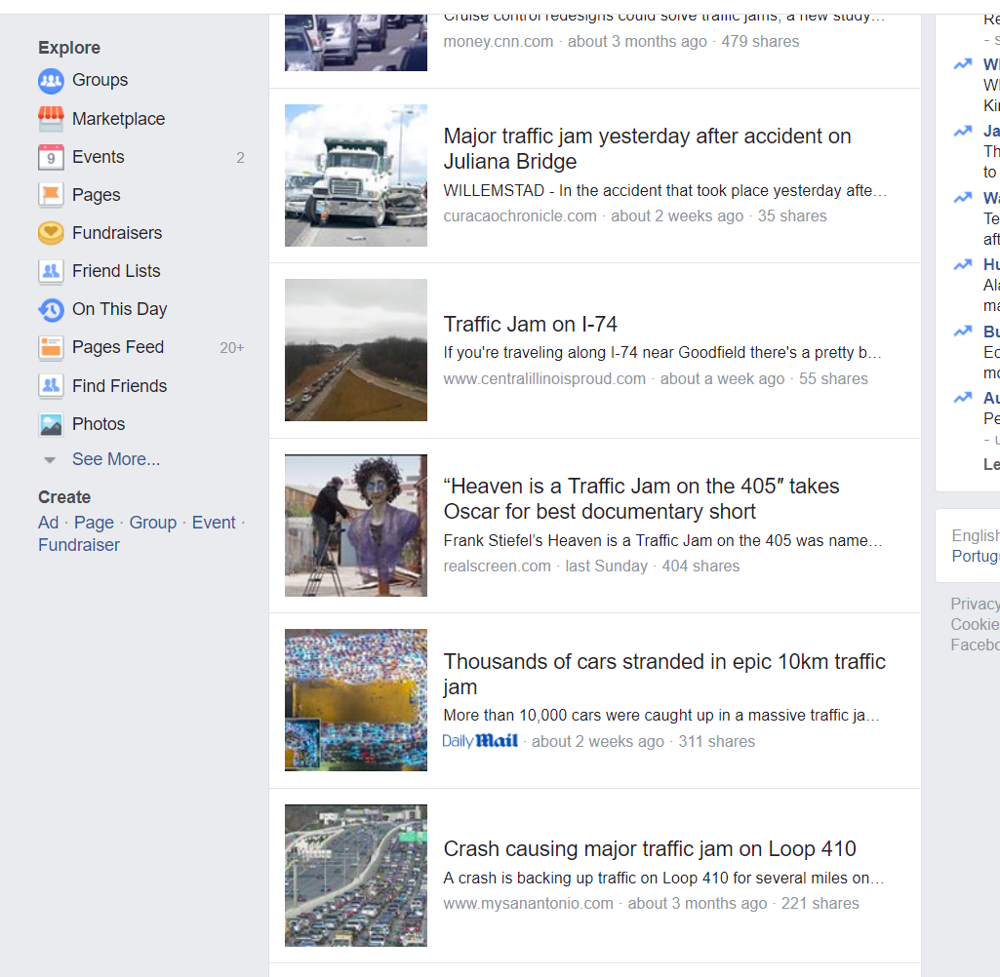 Explore
Groups
Marketplace
9
Events 2
Pages
Fundraisers
Friend Lists
On This Day
Pages Feed 20+
Find Friends
Photos
See More...
Create
Ad · Page · Group · Event ·
Fundraiser
Cruise control redesigns could solve traffic jams, a new study…
money.cnn.com · about 3 months ago · 479 shares
Major traffic jam yesterday after accident on
Juliana Bridge
WILLEMSTAD - In the accident that took place yesterday afte…
curacaochronicle.com · about 2 weeks ago · 35 shares
Traffic Jam on I-74
If you're traveling along I-74 near Goodfield there's a pretty b…
www.centralillinoisproud.com · about a week ago · 55 shares
“Heaven is a Traffic Jam on the 405″ takes
Oscar for best documentary short
Frank Stiefel’s Heaven is a Traffic Jam on the 405 was name…
realscreen.com · last Sunday · 404 shares
Thousands of cars stranded in epic 10km traffic
jam
More than 10,000 cars were caught up in a massive traffic ja…
Daily Mail · about 2 weeks ago · 311 shares
Crash causing major traffic jam on Loop 410
A crash is backing up traffic on Loop 410 for several miles on…
www.mysanantonio.com · about 3 months ago · 221 shares
Re
- s
Wh
Ja
Th
to
Wa
Te
aft
Hu
Ala
ma
Bu
Ec
mo
Au
Pe
- u
Le
English
Portug
Privacy
Cookie
Facebo